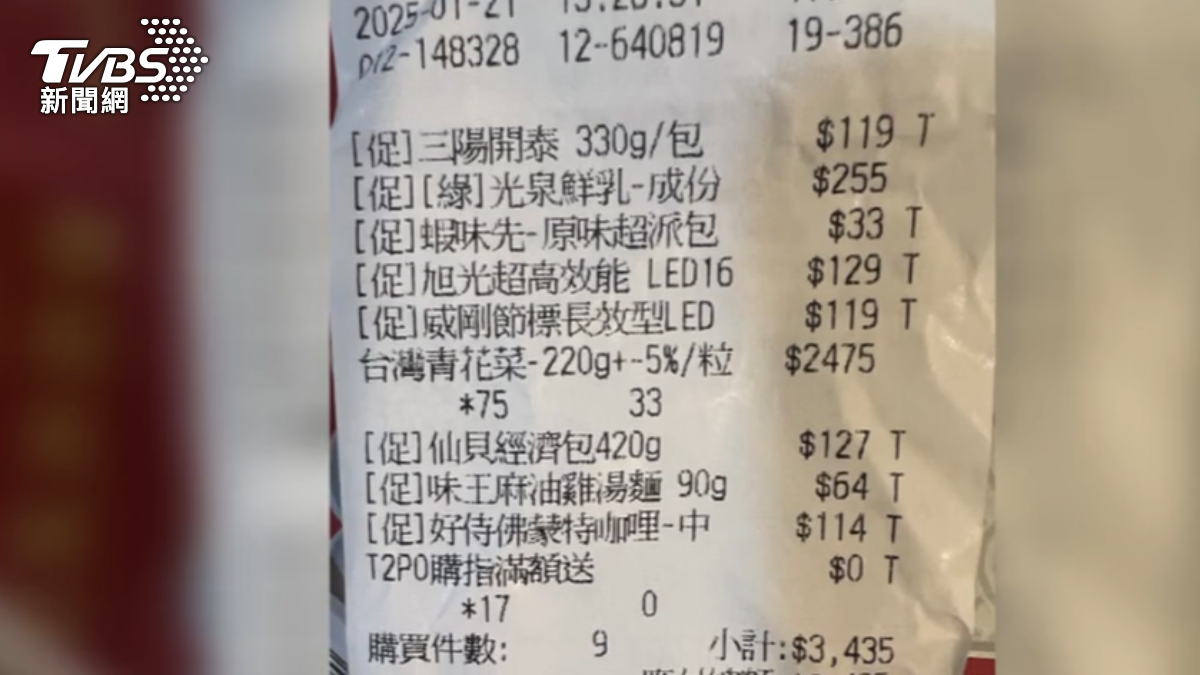 TVBS
新聞網
2025-01-21
-148328 12-640819 19-386
[促]三陽開泰 330g/包 $119 T
[促][綠]光泉鮮乳-成份 $255
[促]蝦味先-原味超派包 $33 T
[促]旭光超高效能 LED16 $129 T
[促]威剛節標長效型LED $119 T
台灣青花菜-220g+-5%/粒 $2475
*75 33
[促]仙貝經濟包420g $127 T
[促]味王麻油雞湯麵 90g $64 T
[促]好侍佛蒙特咖哩-中 $114 T
T2PO購指滿額送 $0 T
*17 0
購買件數: 9 小計:$3,435